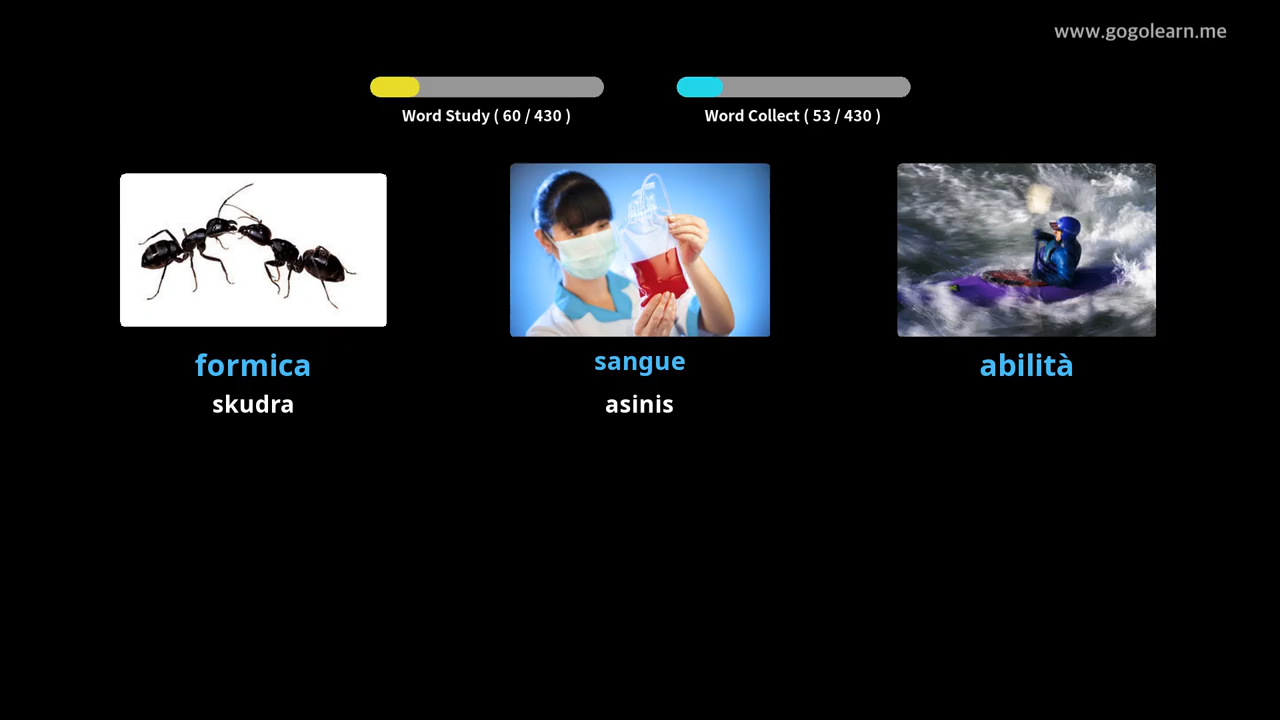 www.gogolearn.me
Word Study ( 60 / 430 )
Word Collect ( 53 / 430 )
formica
skudra
sangue
asinis
abilità